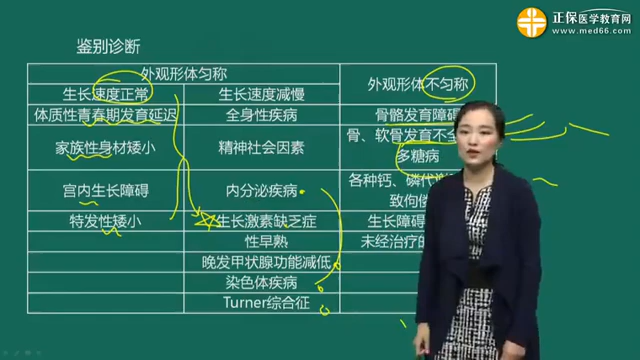 正保医学教育网
www.med66.com
鉴别诊断
外观形体匀称
外观形体不匀称
生长速度正常
生长速度减慢
体质性青春期发育延迟
全身性疾病
骨骼发育障碍
家族性身材矮小
精神社会因素
骨、软骨发育不
多糖病
宫内生长障碍
内分泌疾病
各种钙、磷代
致佝偻
特发性矮小
生长激素缺乏症
生长障碍
性早熟
未经治疗的
晚发甲状腺功能减低
染色体疾病
Turner综合征